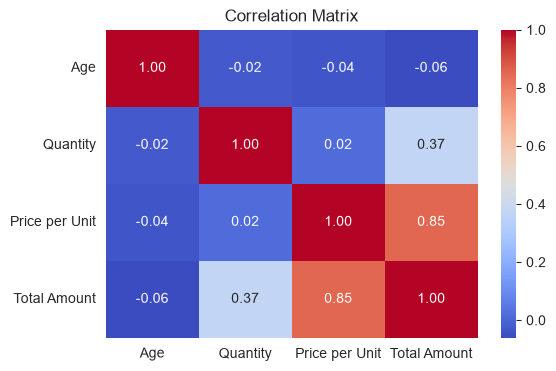 Correlation Matrix
Age 1.00 -0.02 -0.04 -0.06
Quantity -0.02 1.00 0.02 0.37
Price per Unit -0.04 0.02 1.00 0.85
Total Amount -0.06 0.37 0.85 1.00
Age Quantity Price per Unit Total Amount
1.0
0.8
0.6
0.4
0.2
0.0